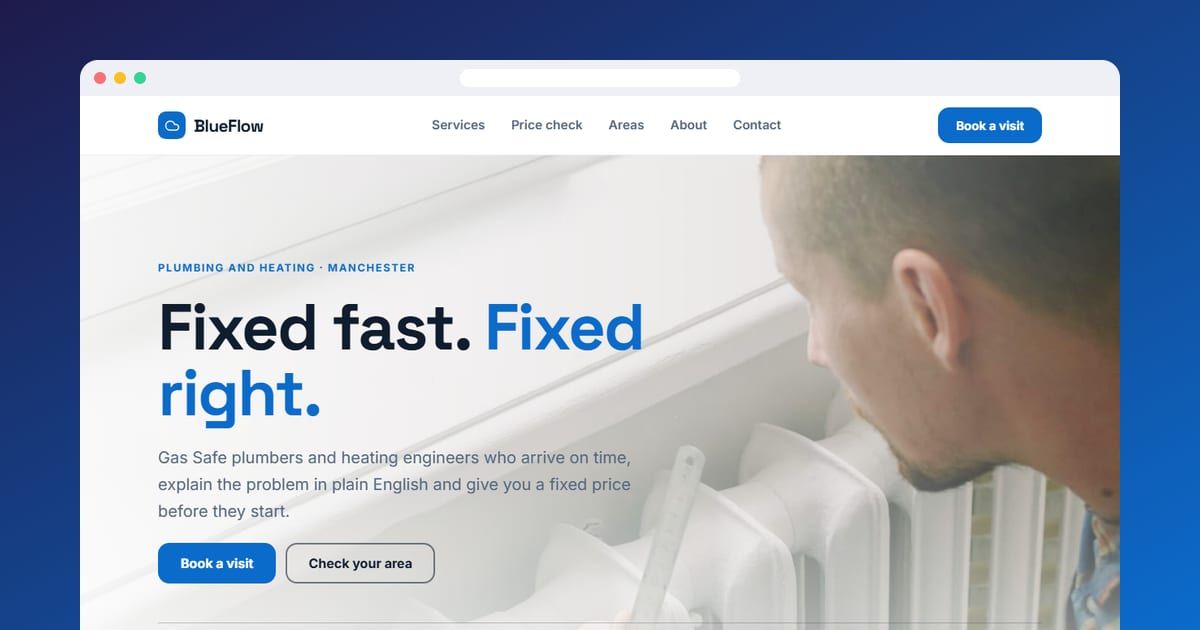 BlueFlow
Services
Price check
Areas
About
Contact
Book a visit
PLUMBING AND HEATING · MANCHESTER
Fixed fast. Fixed
right.
Gas Safe plumbers and heating engineers who arrive on time,
explain the problem in plain English and give you a fixed price
before they start.
Book a visit
Check your area